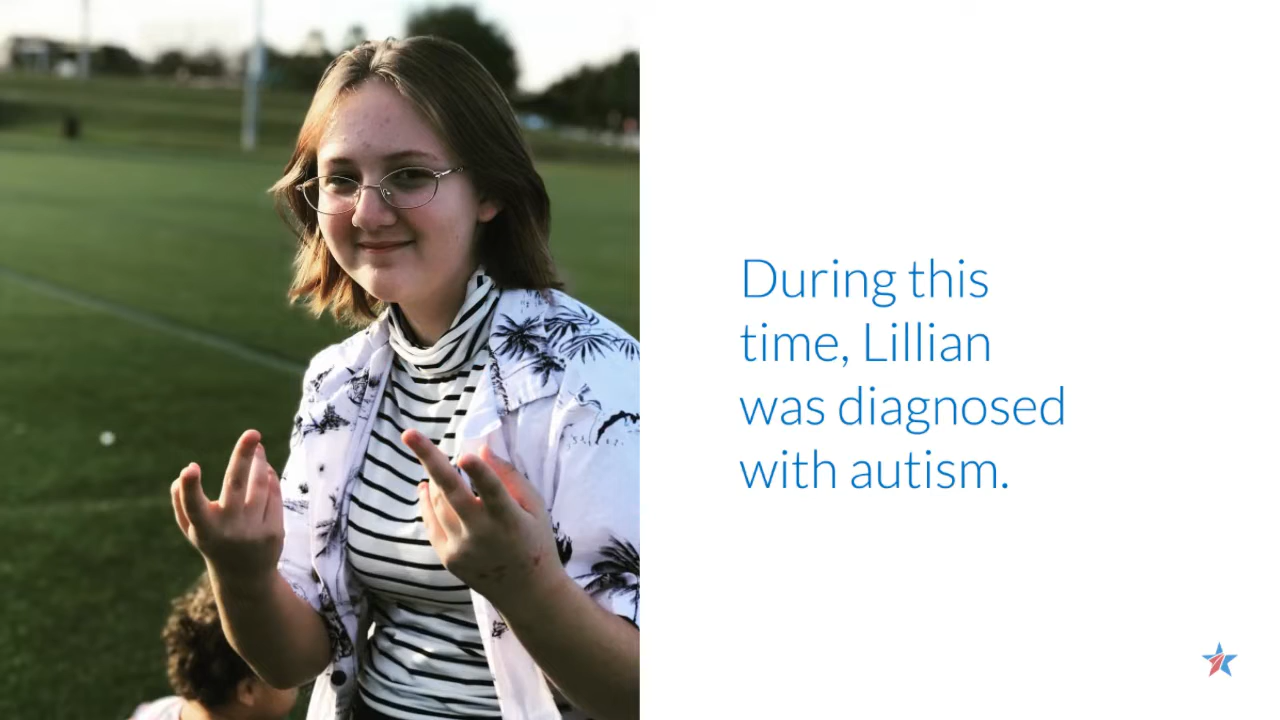 During this
time, Lillian
was diagnosed
with autism.